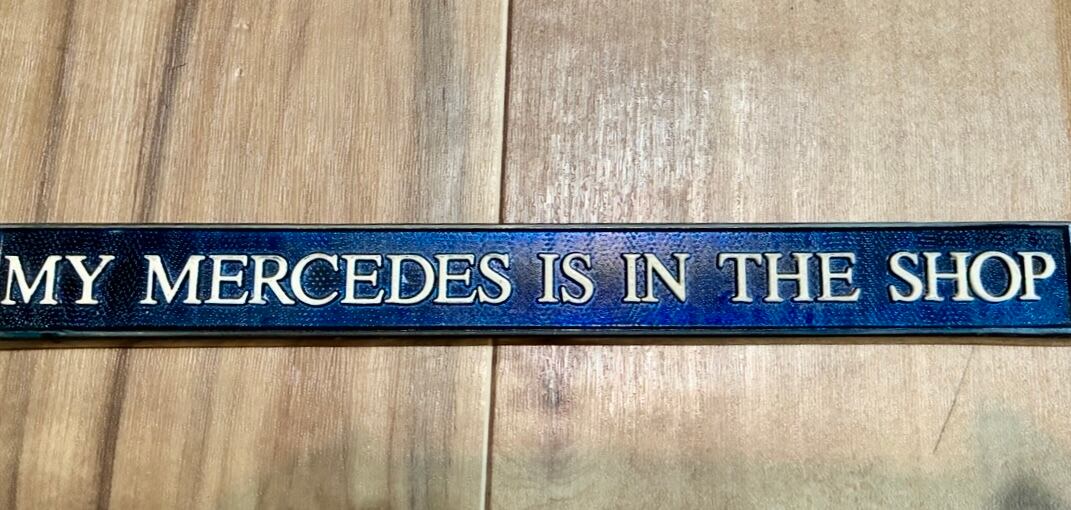 MY MERCEDES IS IN THE SHOP